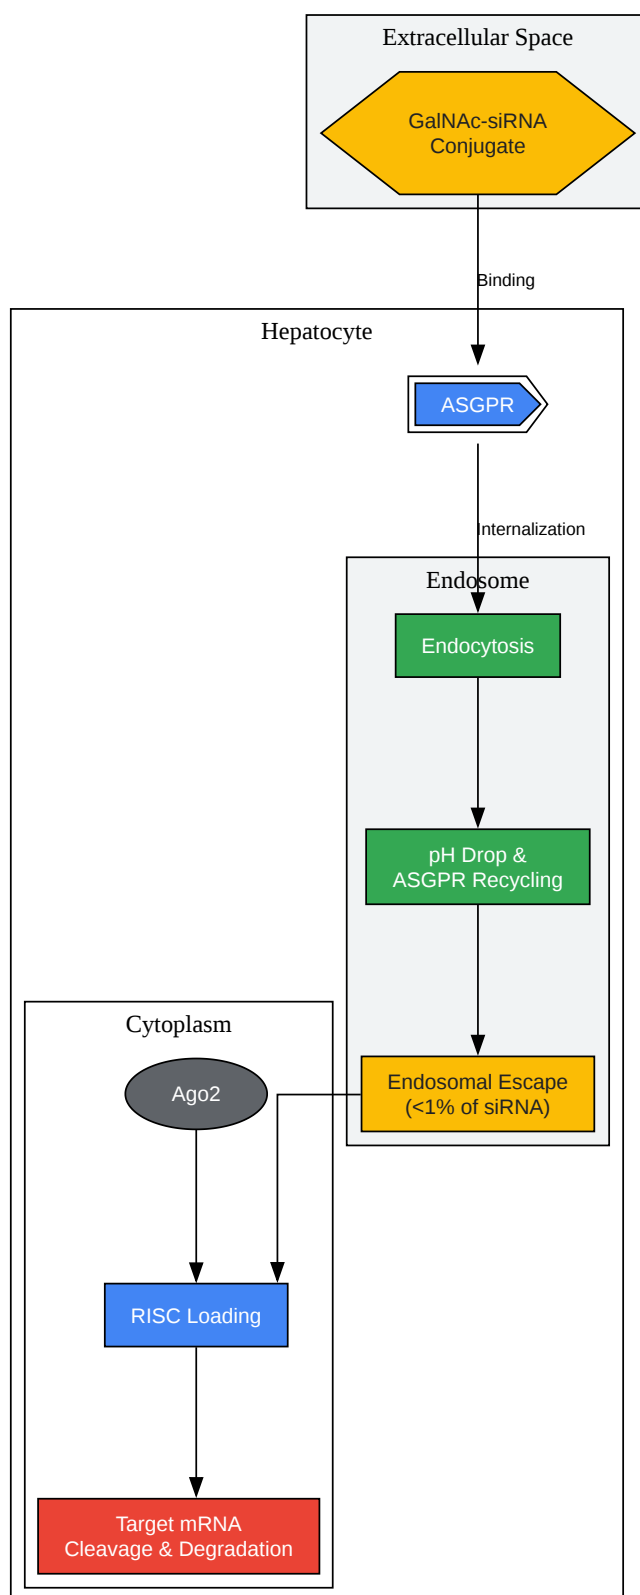 Extracellular Space
GalNAc-siRNA
Conjugate
Binding
Hepatocyte
ASGPR
Internalization
Endosome
Endocytosis
pH Drop &
ASGPR Recycling
Cytoplasm
Ago2
Endosomal Escape
(<1% of siRNA)
RISC Loading
Target mRNA
Cleavage & Degradation